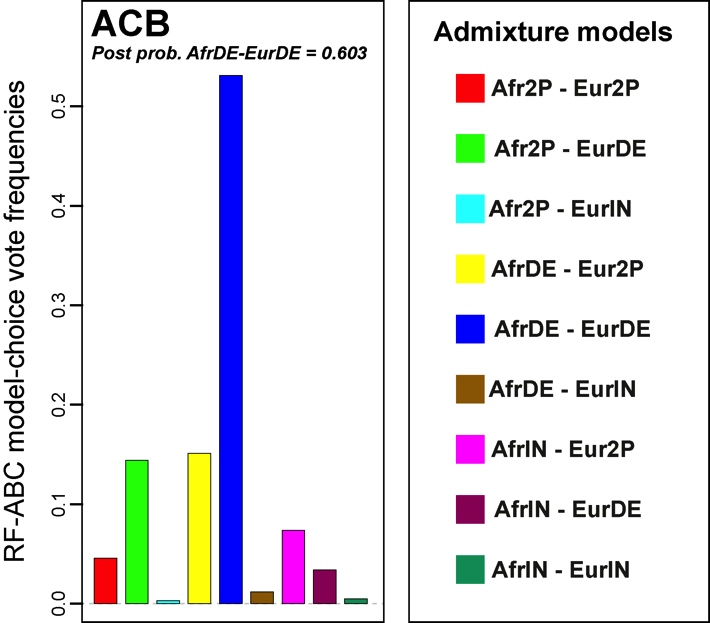 ACB
Post prob. AfrDE-EurDE = 0.603
RF-ABC model-choice vote frequencies
0.5
0.4
0.3
0.2
0.1
0.0
Admixture models
Afr2P - Eur2P
Afr2P - EurDE
Afr2P - EurIN
AfrDE - Eur2P
AfrDE - EurDE
AfrDE - EurIN
AfrIN - Eur2P
AfrIN - EurDE
AfrIN - EurIN